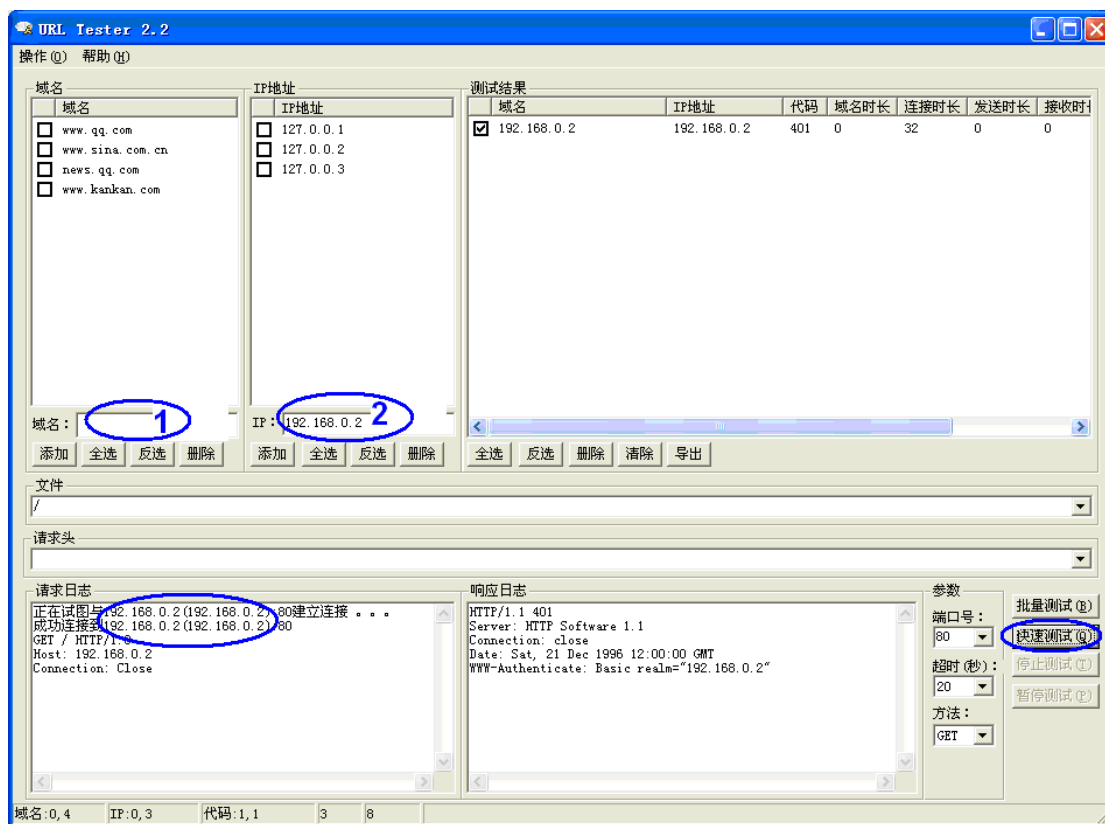 URL Tester 2.2
操作(O) 帮助(H)
域名
域名
www.qq.com
www.sina.com.cn
news.qq.com
www.kankan.com
域名：
1
添加 全选 反选 删除
IP地址
IP地址
127.0.0.1
127.0.0.2
127.0.0.3
IP：192.168.0.2
2
添加 全选 反选 删除
测试结果
域名 IP地址 代码 域名时长 连接时长 发送时长 接收时
192.168.0.2 192.168.0.2 401 0 32 0 0
全选 反选 删除 清除 导出
文件
/
请求头
请求日志
正在试图与192.168.0.2(192.168.0.2):80建立连接 。。。
成功连接到192.168.0.2(192.168.0.2):80
GET / HTTP/1.0
Host: 192.168.0.2
Connection: Close
响应日志
HTTP/1.1 401
Server: HTTP Software 1.1
Connection: close
Date: Sat, 21 Dec 1996 12:00:00 GMT
WWW-Authenticate: Basic realm="192.168.0.2"
参数
端口号：
80
超时(秒)：
20
方法：
GET
批量测试(B)
快速测试(Q)
停止测试(T)
暂停测试(P)
域名:0,4 IP:0,3 代码:1,1 3 8